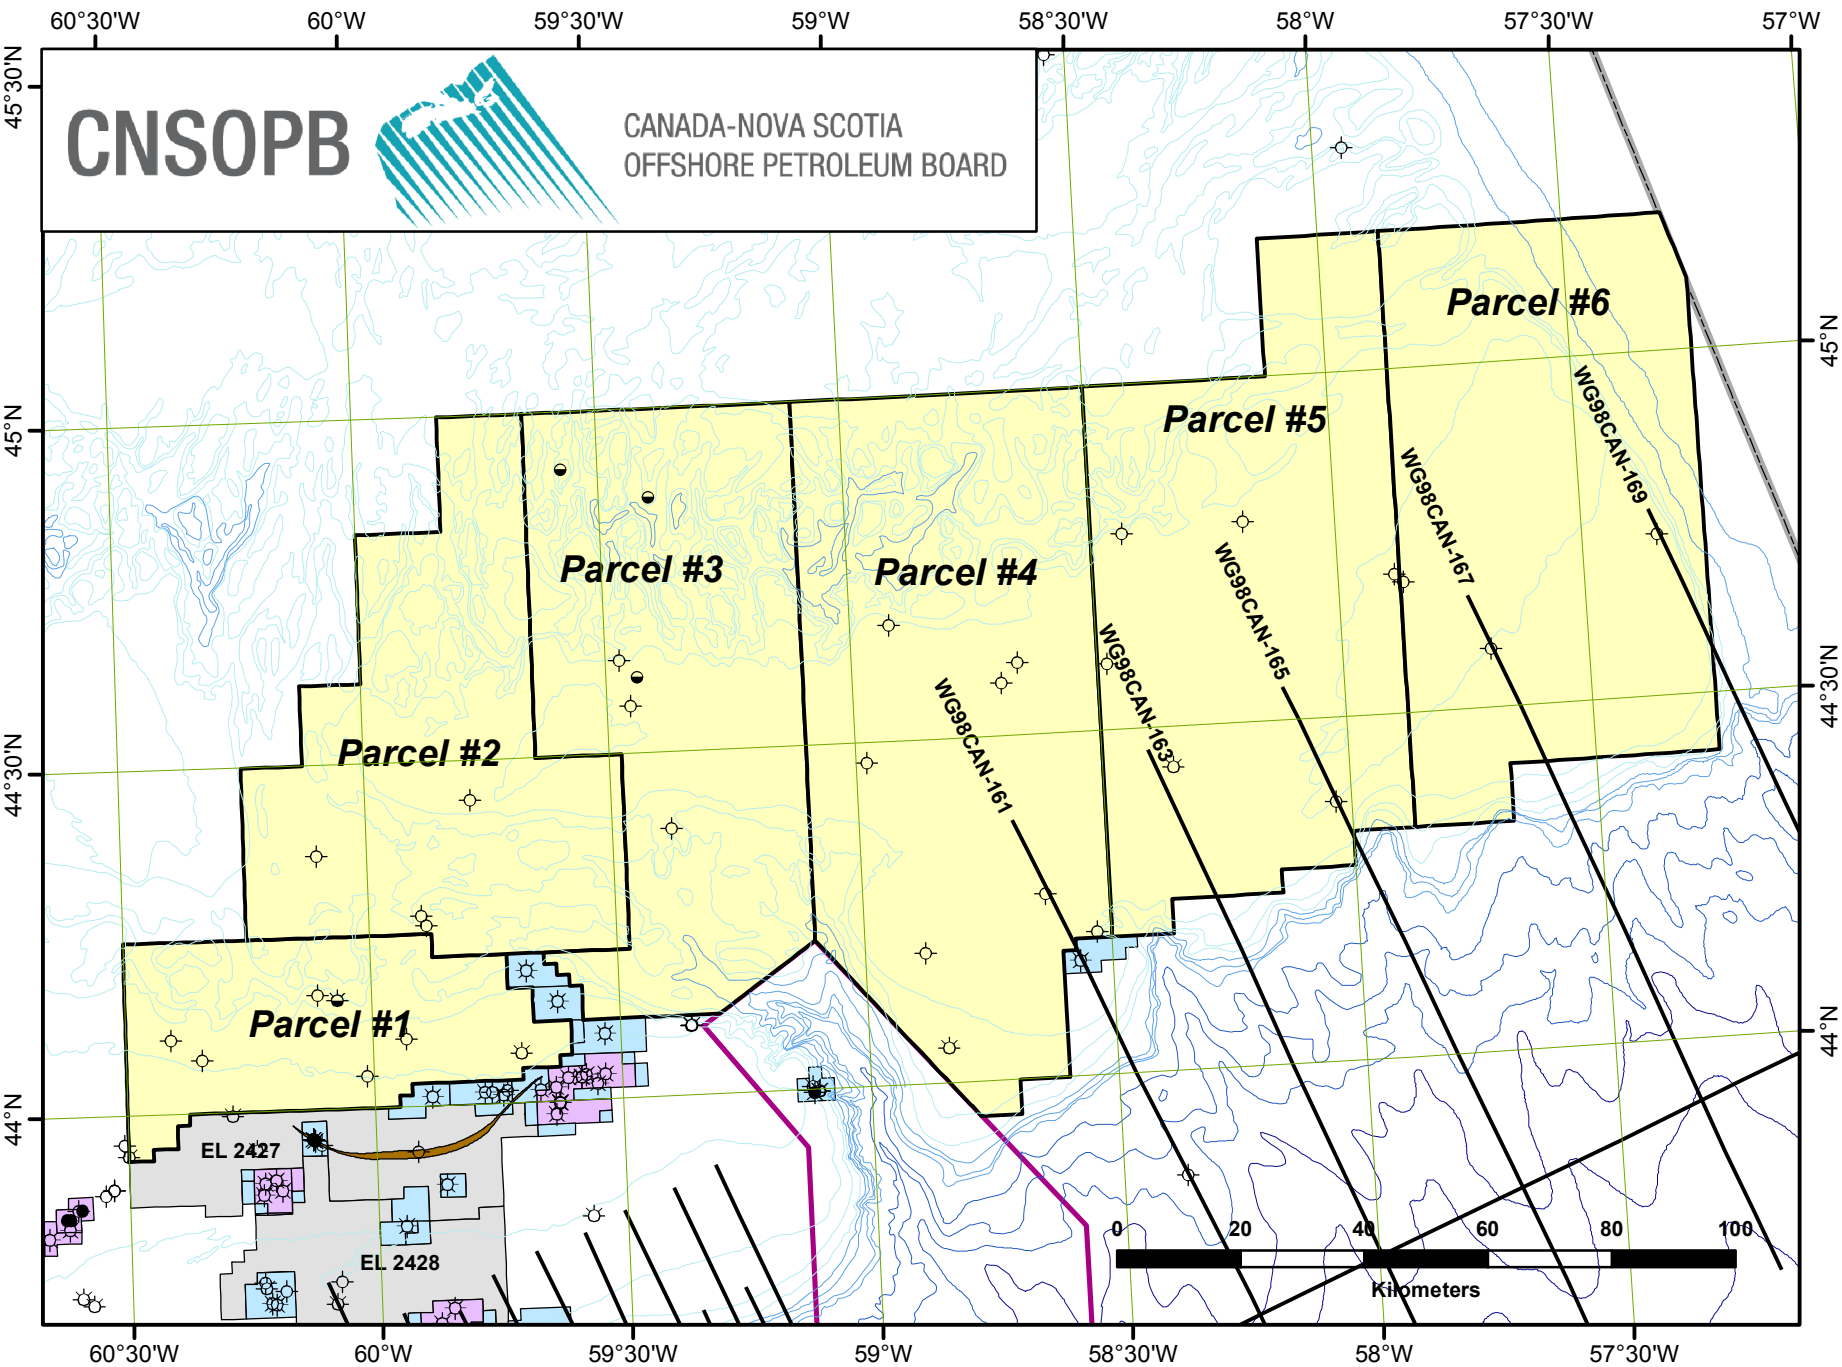 60°30'W 60°W 59°30'W 59°W 58°30'W 58°W 57°30'W 57°W
45°30'N
CNSOPB
CANADA-NOVA SCOTIA
OFFSHORE PETROLEUM BOARD
Parcel #6
45°N
WG98CAN-169
45°N
Parcel #5
WG98CAN-167
Parcel #3
Parcel #4
WG98CAN-165
WG98CAN-163
44°30'N
WG98CAN-161
Parcel #2
44°30'N
Parcel #1
44°N
44°N
EL 2427
EL 2428
0 20 40 60 80 100
Kilometers
60°30'W 60°W 59°30'W 59°W 58°30'W 58°W 57°30'W